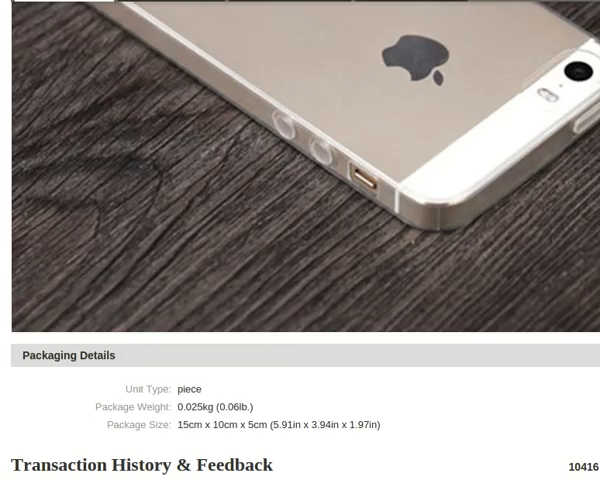 Packaging Details
Unit Type: piece
Package Weight: 0.025kg (0.06lb.)
Package Size: 15cm x 10cm x 5cm (5.91in x 3.94in x 1.97in)
Transaction History & Feedback 10416